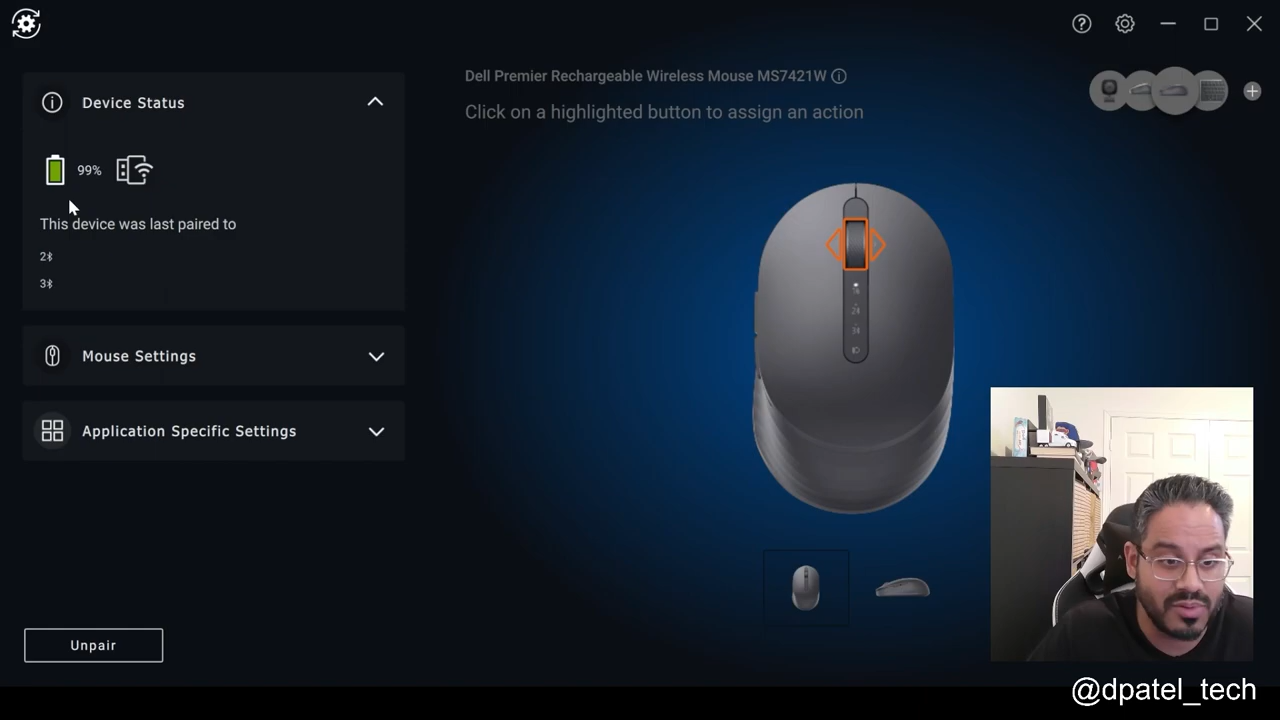 Device Status
99%
This device was last paired to
2
3
Mouse Settings
Application Specific Settings
Unpair
Dell Premier Rechargeable Wireless Mouse MS7421W
Click on a highlighted button to assign an action
@dpatel_tech